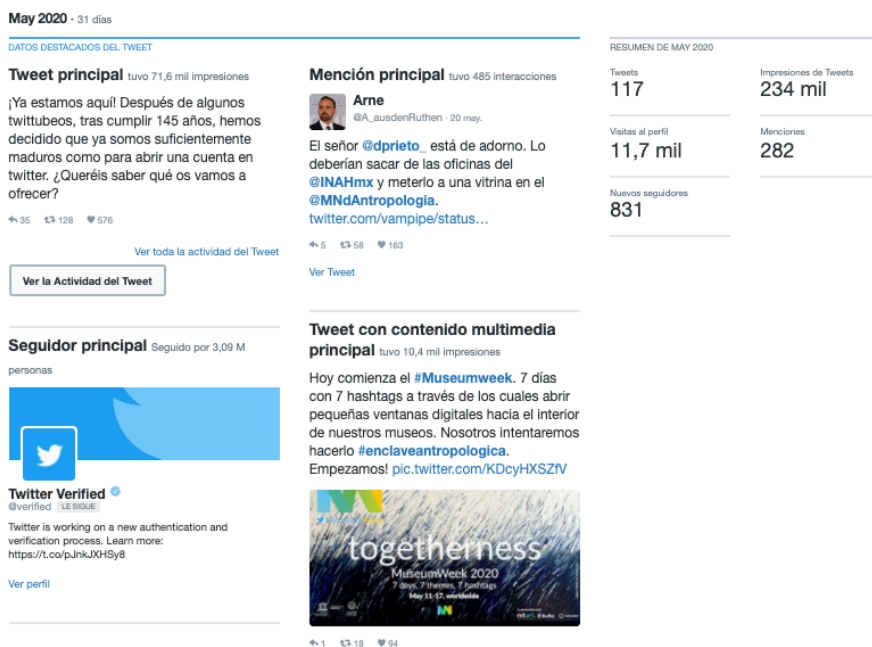 May 2020 · 31 días
DATOS DESTACADOS DEL TWEET
Tweet principal tuvo 71,6 mil impresiones
¡Ya estamos aquí! Después de algunos
twittubeos, tras cumplir 145 años, hemos
decidido que ya somos suficientemente
maduros como para abrir una cuenta en
twitter. ¿Queréis saber qué os vamos a
ofrecer?
35 128 576
Ver toda la actividad del Tweet
Ver la Actividad del Tweet
Seguidor principal Seguido por 3,09 M
personas
Twitter Verified
@verified LE SIGUE
Twitter is working on a new authentication and
verification process. Learn more:
https://t.co/pJnkJXHSy8
Ver perfil
Mención principal tuvo 485 interacciones
Arne
@A_ausdenRuthen · 20 may.
El señor @dprieto_ está de adorno. Lo
deberían sacar de las oficinas del
@INAHmx y meterlo a una vitrina en el
@MNdAntropologia.
twitter.com/vampipe/status…
5 58 163
Ver Tweet
Tweet con contenido multimedia
principal tuvo 10,4 mil impresiones
Hoy comienza el #Museumweek. 7 días
con 7 hashtags a través de los cuales abrir
pequeñas ventanas digitales hacia el interior
de nuestros museos. Nosotros intentaremos
hacerlo #enclaveantropologica.
Empezamos! pic.twitter.com/KDcyHXSZfV
togetherness
MuseumWeek 2020
7 days, 7 themes, 7 hashtags
May 11-17, worldwide
1 18 94
RESUMEN DE MAY 2020
Tweets
117
Impresiones de Tweets
234 mil
Visitas al perfil
11,7 mil
Menciones
282
Nuevos seguidores
831